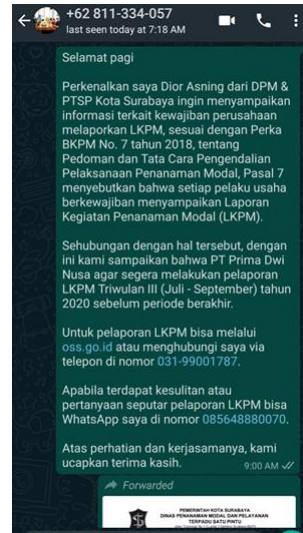 +62 811-334-057
last seen today at 7:18 AM
Selamat pagi
Perkenalkan saya Dior Asning dari DPM &
PTSP Kota Surabaya ingin menyampaikan
informasi terkait kewajiban perusahaan
melaporkan LKPM, sesuai dengan Perka
BKPM No. 7 tahun 2018, tentang
Pedoman dan Tata Cara Pengendalian
Pelaksanaan Penanaman Modal, Pasal 7
menyebutkan bahwa setiap pelaku usaha
berkewajiban menyampaikan Laporan
Kegiatan Penanaman Modal (LKPM).
Sehubungan dengan hal tersebut, dengan
ini kami sampaikan bahwa PT Prima Dwi
Nusa agar segera melakukan pelaporan
LKPM Triwulan III (Juli - September) tahun
2020 sebelum periode berakhir.
Untuk pelaporan LKPM bisa melalui
oss.go.id atau menghubungi saya via
telepon di nomor 031-99001787.
Apabila terdapat kesulitan atau
pertanyaan seputar pelaporan LKPM bisa
WhatsApp saya di nomor 085648880070.
Atas perhatian dan kerjasamanya, kami
ucapkan terima kasih.
9:00 AM
Forwarded
PEMERINTAH KOTA SURABAYA
DINAS PENANAMAN MODAL DAN PELAYANAN
TERPADU SATU PINTU